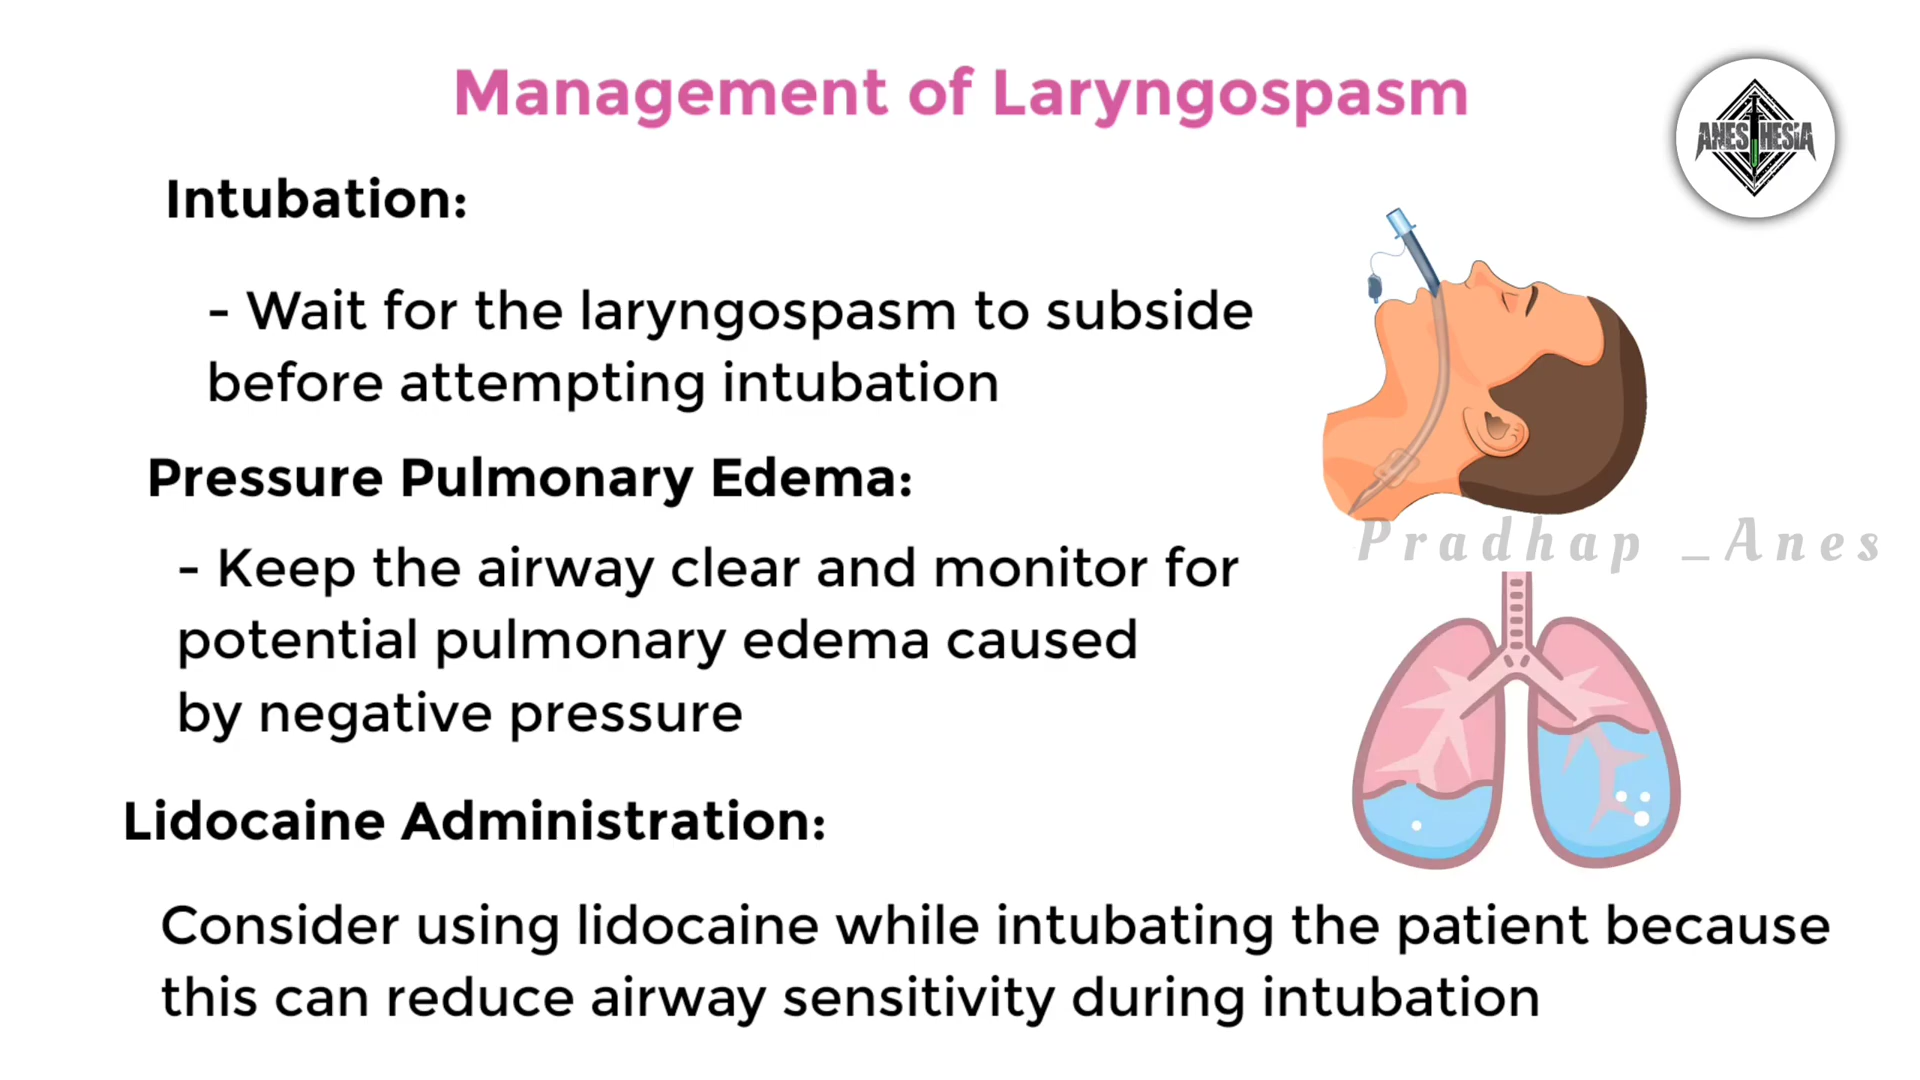 Management of Laryngospasm
ANESTHESIA
Intubation:
- Wait for the laryngospasm to subside
before attempting intubation
Pressure Pulmonary Edema:
Pradhap _Anes
- Keep the airway clear and monitor for
potential pulmonary edema caused
by negative pressure
Lidocaine Administration:
Consider using lidocaine while intubating the patient because
this can reduce airway sensitivity during intubation